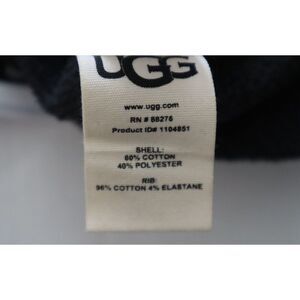 UGG
www.ugg.com
RN # 88276
Product ID# 1104851
SHELL:
60% COTTON
40% POLYESTER
RIB:
96% COTTON 4% ELASTANE